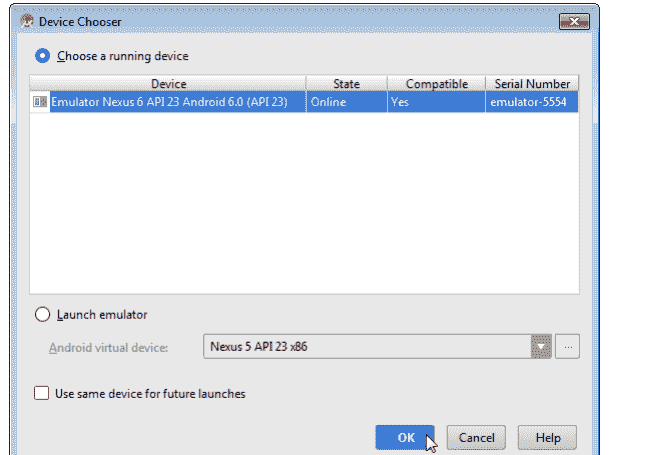 Device Chooser
Choose a running device
Device State Compatible Serial Number
Emulator Nexus 6 API 23 Android 6.0 (API 23) Online Yes emulator-5554
Launch emulator
Android virtual device: Nexus 5 API 23 x86 ...
Use same device for future launches
OK Cancel Help